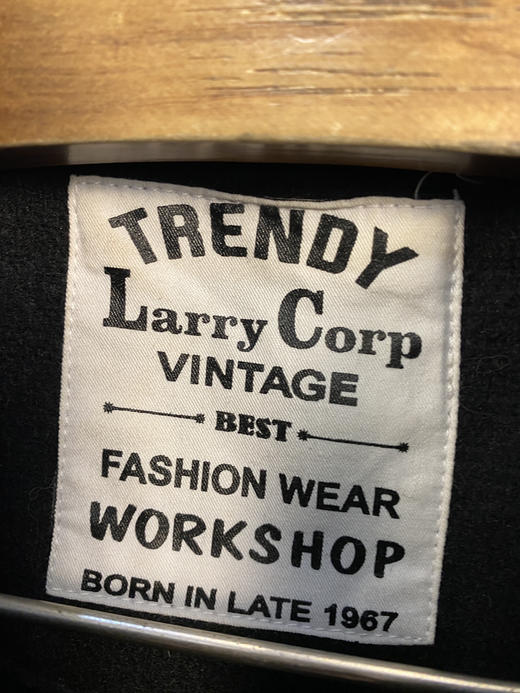 TRENDY
Larry Corp
VINTAGE
BEST
FASHION WEAR
WORKSHOP
BORN IN LATE 1967